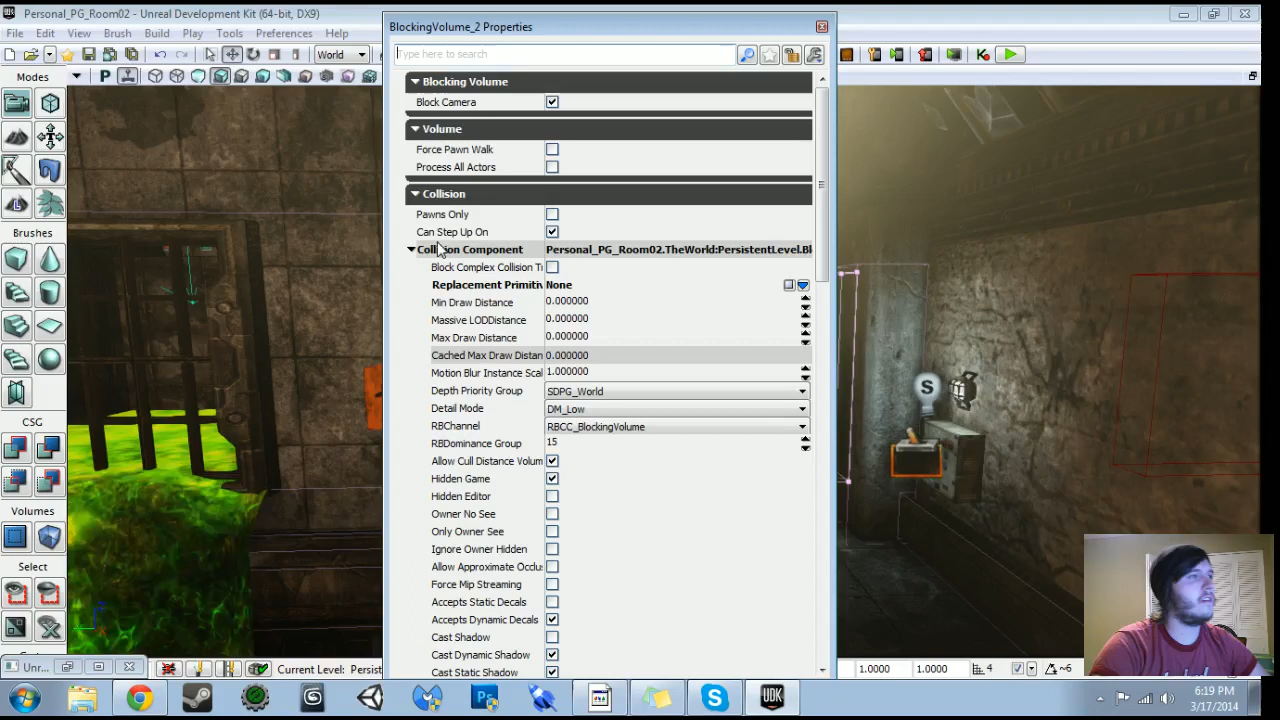 Personal_PG_Room02 - Unreal Development Kit (64-bit, DX9)
File Edit View Brush Build Play Tools Preferences Help
World
Modes
Brushes
CSG
Volumes
Select
BlockingVolume_2 Properties
Type here to search
Blocking Volume
Block Camera
Volume
Force Pawn Walk
Process All Actors
Collision
Pawns Only
Can Step Up On
Collision Component Personal_PG_Room02.TheWorld:PersistentLevel.Bl
Block Complex Collision Tr
Replacement Primitiv None
Min Draw Distance 0.000000
Massive LODDistance 0.000000
Max Draw Distance 0.000000
Cached Max Draw Distan 0.000000
Motion Blur Instance Scal 1.000000
Depth Priority Group SDPG_World
Detail Mode DM_Low
RBChannel RBCC_BlockingVolume
RBDominance Group 15
Allow Cull Distance Volum
Hidden Game
Hidden Editor
Owner No See
Only Owner See
Ignore Owner Hidden
Allow Approximate Occlus
Force Mip Streaming
Accepts Static Decals
Accepts Dynamic Decals
Cast Shadow
Cast Dynamic Shadow
Cast Static Shadow
S
Unr...
Current Level: Persist
1.0000 1.0000 4 ~6
UDK
6:19 PM
3/17/2014